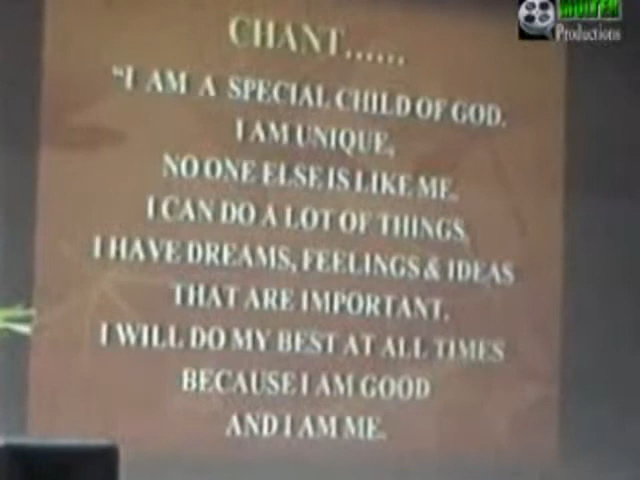 CHANT......
"I AM A SPECIAL CHILD OF GOD.
I AM UNIQUE,
NO ONE ELSE IS LIKE ME.
I CAN DO A LOT OF THINGS.
I HAVE DREAMS, FEELINGS & IDEAS
THAT ARE IMPORTANT.
I WILL DO MY BEST AT ALL TIMES
BECAUSE I AM GOOD
AND I AM ME.
Productions